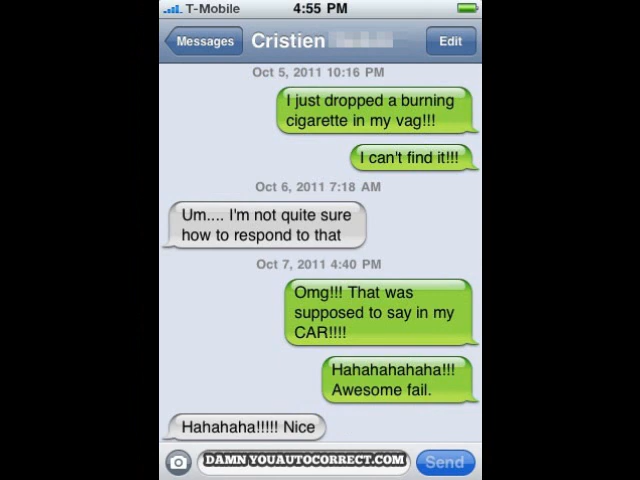 T-Mobile
4:55 PM
Messages
Cristien
Edit
Oct 5, 2011 10:16 PM
I just dropped a burning
cigarette in my vag!!!
I can't find it!!!
Oct 6, 2011 7:18 AM
Um.... I'm not quite sure
how to respond to that
Oct 7, 2011 4:40 PM
Omg!!! That was
supposed to say in my
CAR!!!!
Hahahahahaha!!!
Awesome fail.
Hahahaha!!!!! Nice
DAMNYOUAUTOCORRECT.COM
Send